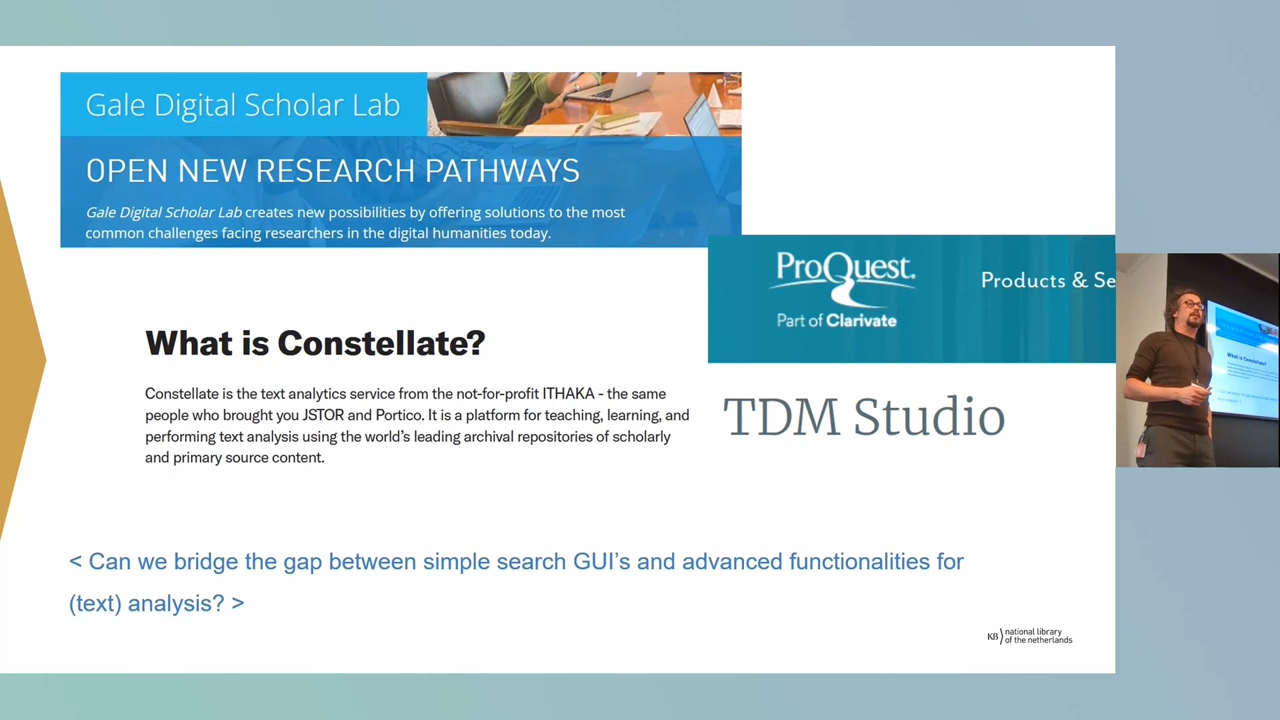 Gale Digital Scholar Lab
OPEN NEW RESEARCH PATHWAYS
Gale Digital Scholar Lab creates new possibilities by offering solutions to the most
common challenges facing researchers in the digital humanities today.
ProQuest.
Part of Clarivate
Products & Se
What is Constellate?
Constellate is the text analytics service from the not-for-profit ITHAKA - the same
people who brought you JSTOR and Portico. It is a platform for teaching, learning, and
performing text analysis using the world's leading archival repositories of scholarly
and primary source content.
TDM Studio
< Can we bridge the gap between simple search GUI's and advanced functionalities for
(text) analysis? >
KB) national library
of the netherlands
What is Constellate?